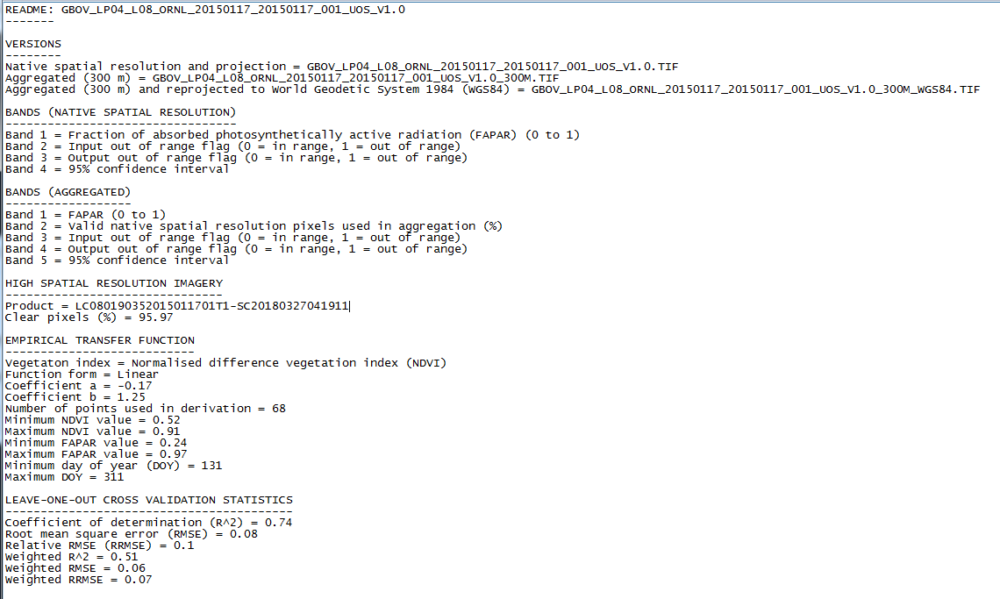 README: GBOV_LP04_L08_ORNL_20150117_20150117_001_UOS_V1.0
-------
VERSIONS
--------
Native spatial resolution and projection = GBOV_LP04_L08_ORNL_20150117_20150117_001_UOS_V1.0.TIF
Aggregated (300 m) = GBOV_LP04_L08_ORNL_20150117_20150117_001_UOS_V1.0_300M.TIF
Aggregated (300 m) and reprojected to World Geodetic System 1984 (WGS84) = GBOV_LP04_L08_ORNL_20150117_20150117_001_UOS_V1.0_300M_WGS84.TIF
BANDS (NATIVE SPATIAL RESOLUTION)
---------------------------------
Band 1 = Fraction of absorbed photosynthetically active radiation (FAPAR) (0 to 1)
Band 2 = Input out of range flag (0 = in range, 1 = out of range)
Band 3 = Output out of range flag (0 = in range, 1 = out of range)
Band 4 = 95% confidence interval
BANDS (AGGREGATED)
------------------
Band 1 = FAPAR (0 to 1)
Band 2 = Valid native spatial resolution pixels used in aggregation (%)
Band 3 = Input out of range flag (0 = in range, 1 = out of range)
Band 4 = Output out of range flag (0 = in range, 1 = out of range)
Band 5 = 95% confidence interval
HIGH SPATIAL RESOLUTION IMAGERY
-------------------------------
Product = LC080190352015011701T1-SC20180327041911
Clear pixels (%) = 95.97
EMPIRICAL TRANSFER FUNCTION
---------------------------
Vegetaton index = Normalised difference vegetation index (NDVI)
Function form = Linear
Coefficient a = -0.17
Coefficient b = 1.25
Number of points used in derivation = 68
Minimum NDVI value = 0.52
Maximum NDVI value = 0.91
Minimum FAPAR value = 0.24
Maximum FAPAR value = 0.97
Minimum day of year (DOY) = 131
Maximum DOY = 311
LEAVE-ONE-OUT CROSS VALIDATION STATISTICS
-----------------------------------------
Coefficient of determination (R^2) = 0.74
Root mean square error (RMSE) = 0.08
Relative RMSE (RRMSE) = 0.1
Weighted R^2 = 0.51
Weighted RMSE = 0.06
Weighted RRMSE = 0.07